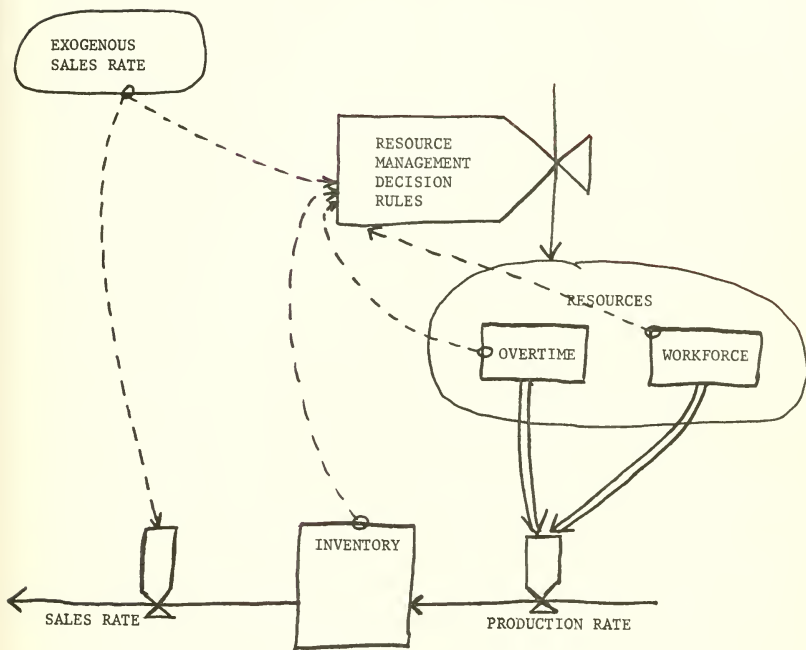 EXOGENOUS
SALES RATE
RESOURCE
MANAGEMENT
DECISION
RULES
RESOURCES
OVERTIME
WORKFORCE
INVENTORY
SALES RATE
PRODUCTION RATE